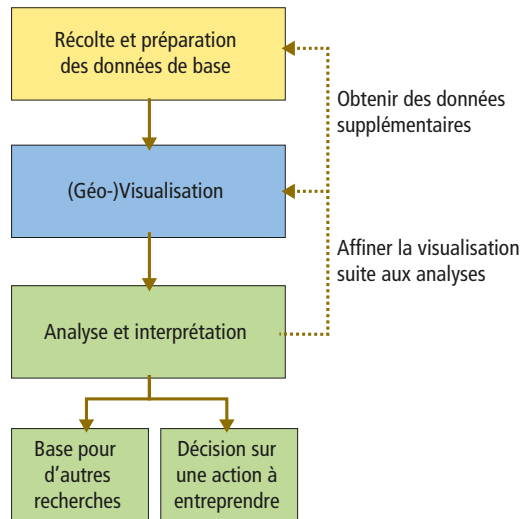 Récolte et préparation
des données de base
Obtenir des données
supplémentaires
(Géo-)Visualisation
Affiner la visualisation
suite aux analyses
Analyse et interprétation
Base pour
d'autres
recherches
Décision sur
une action à
entreprendre